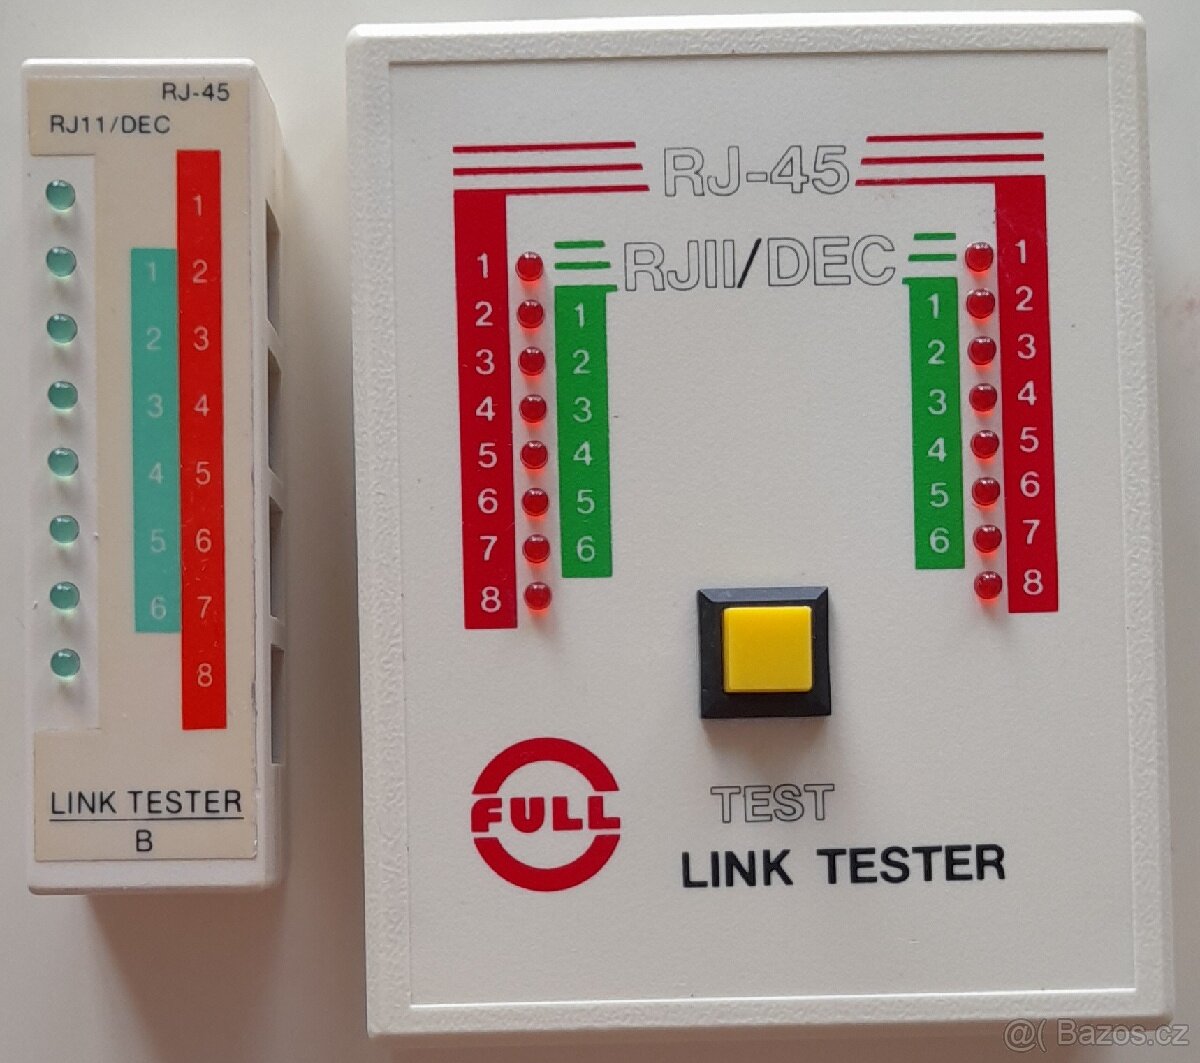 RJ-45
RJ11/DEC
1
1 2
2 3
3 4
4 5
5 6
6 7
8
LINK TESTER
B
RJ-45
RJII/DEC
1 1
2 1 1 2
3 2 2 3
4 3 3 4
5 4 4 5
6 5 5 6
7 6 6 7
8 8
FULL
TEST
LINK TESTER
@( Bazos.cz